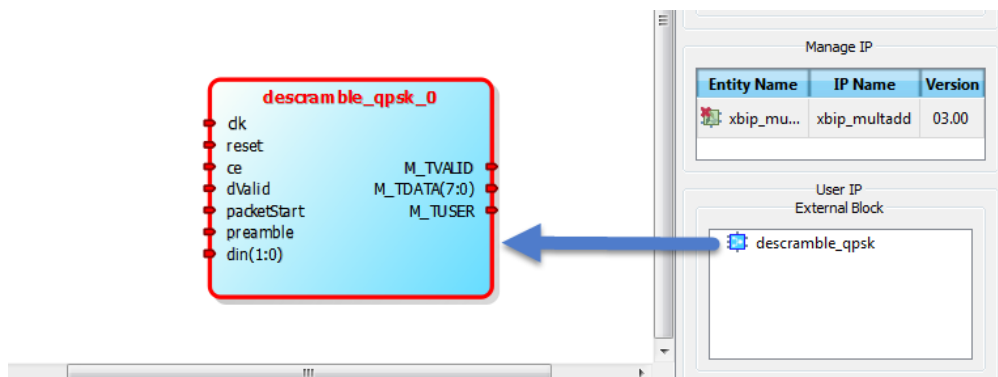 descramble_qpsk_0
clk
reset
ce
dValid
packetStart
preamble
din(1:0)
M_TVALID
M_TDATA(7:0)
M_TUSER
Manage IP
Entity Name IP Name Version
xbip_mu... xbip_multadd 03.00
User IP
External Block
descramble_qpsk